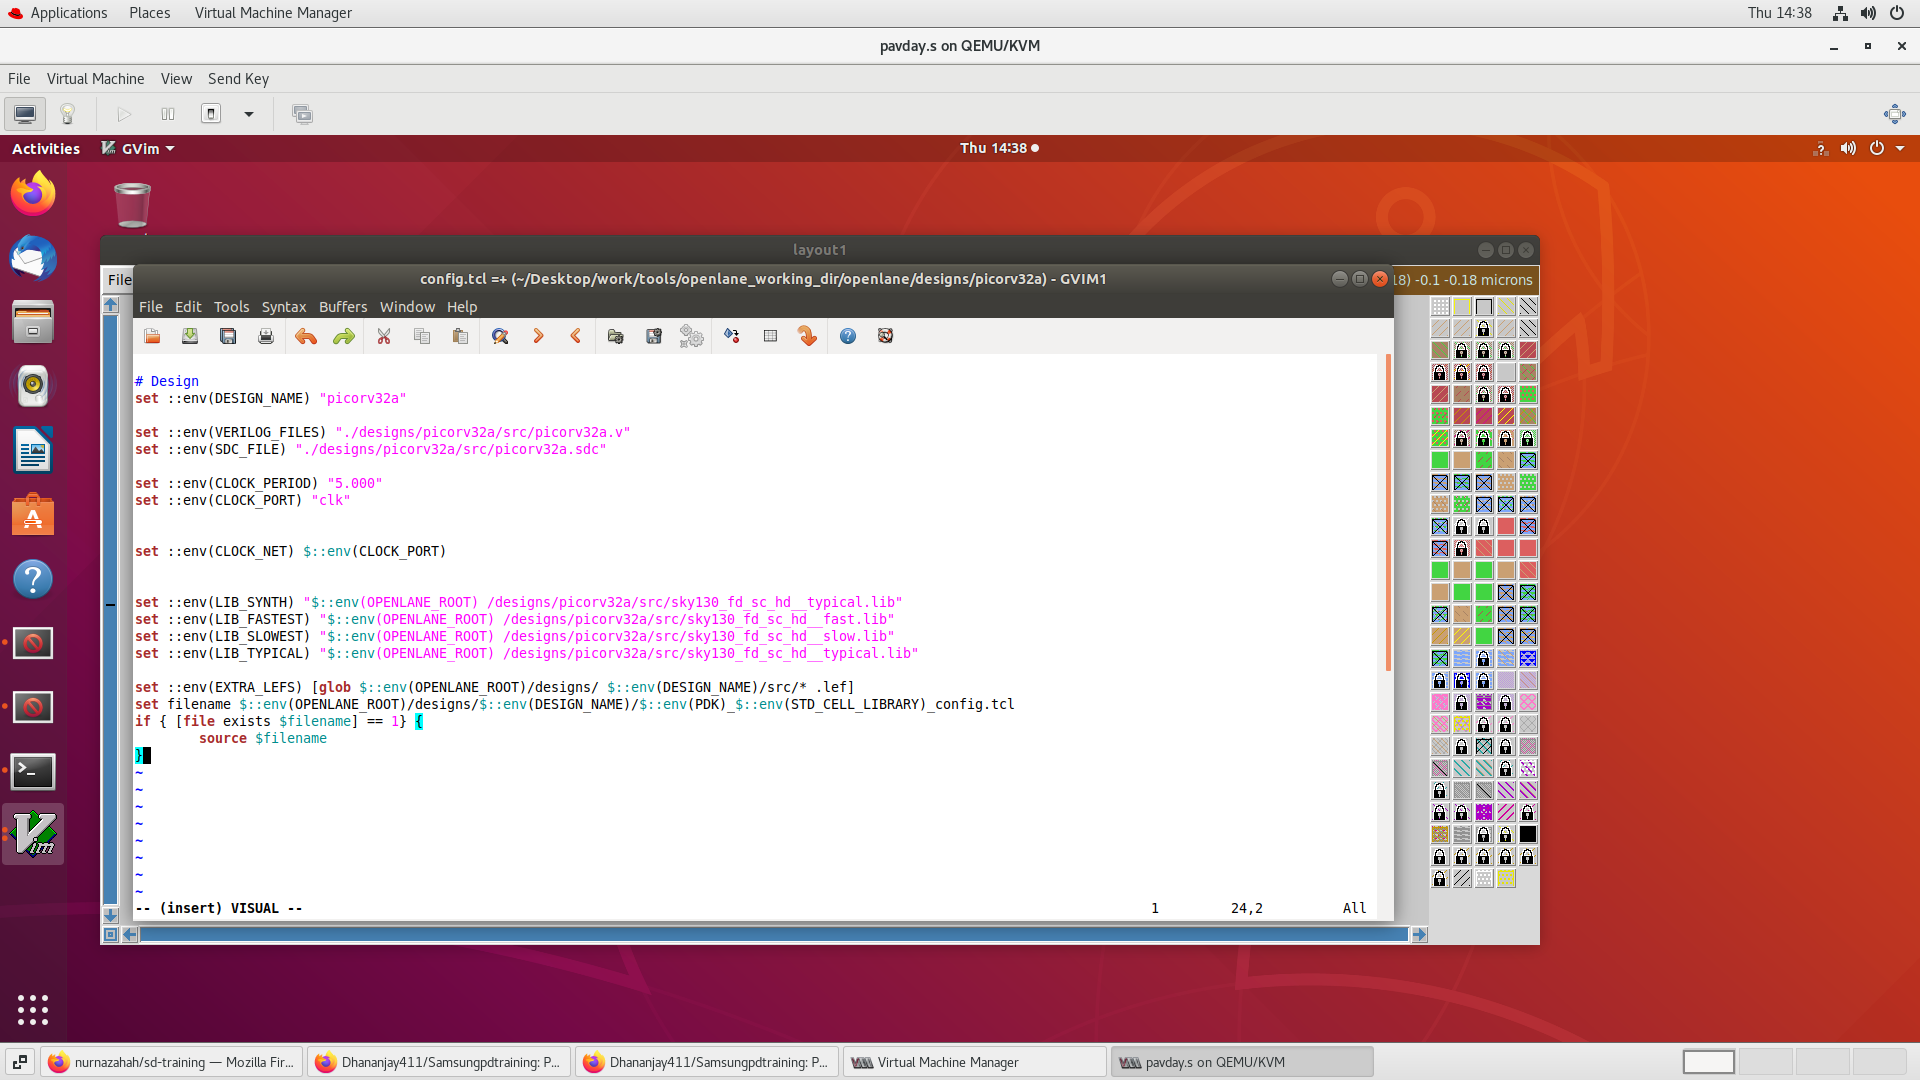 Applications Places Virtual Machine Manager Thu 14:38
pavday.s on QEMU/KVM
File Virtual Machine View Send Key
Activities GVim Thu 14:38
layout1
File 18) -0.1 -0.18 microns
config.tcl =+ (~/Desktop/work/tools/openlane_working_dir/openlane/designs/picorv32a) - GVIM1
File Edit Tools Syntax Buffers Window Help
# Design
set ::env(DESIGN_NAME) "picorv32a"
set ::env(VERILOG_FILES) "./designs/picorv32a/src/picorv32a.v"
set ::env(SDC_FILE) "./designs/picorv32a/src/picorv32a.sdc"
set ::env(CLOCK_PERIOD) "5.000"
set ::env(CLOCK_PORT) "clk"
set ::env(CLOCK_NET) $::env(CLOCK_PORT)
set ::env(LIB_SYNTH) "$::env(OPENLANE_ROOT) /designs/picorv32a/src/sky130_fd_sc_hd__typical.lib"
set ::env(LIB_FASTEST) "$::env(OPENLANE_ROOT) /designs/picorv32a/src/sky130_fd_sc_hd__fast.lib"
set ::env(LIB_SLOWEST) "$::env(OPENLANE_ROOT) /designs/picorv32a/src/sky130_fd_sc_hd__slow.lib"
set ::env(LIB_TYPICAL) "$::env(OPENLANE_ROOT) /designs/picorv32a/src/sky130_fd_sc_hd__typical.lib"
set ::env(EXTRA_LEFS) [glob $::env(OPENLANE_ROOT)/designs/ $::env(DESIGN_NAME)/src/* .lef]
set filename $::env(OPENLANE_ROOT)/designs/$::env(DESIGN_NAME)/$::env(PDK)_$::env(STD_CELL_LIBRARY)_config.tcl
if { [file exists $filename] == 1} {
source $filename
}
~
~
~
~
~
~
~
~
-- (insert) VISUAL -- 1 24,2 All
nurnazahah/sd-training — Mozilla Fir... Dhananjay411/Samsungpdtraining: P... Dhananjay411/Samsungpdtraining: P... Virtual Machine Manager pavday.s on QEMU/KVM